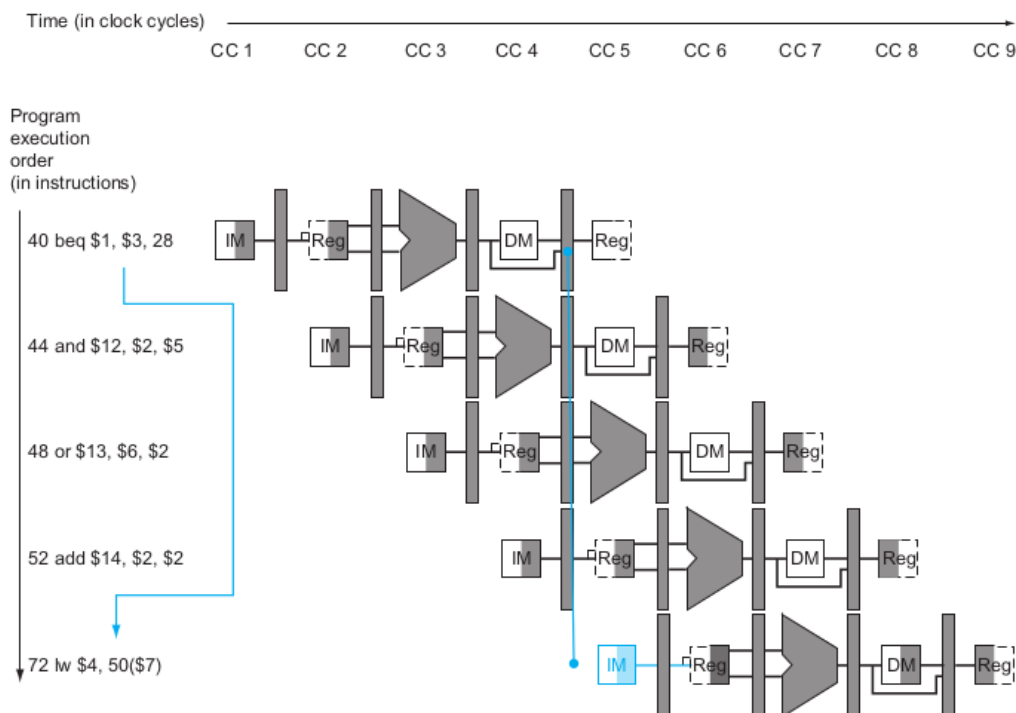 Time (in clock cycles)
CC 1 CC 2 CC 3 CC 4 CC 5 CC 6 CC 7 CC 8 CC 9
Program
execution
order
(in instructions)
40 beq $1, $3, 28 IM Reg DM Reg
44 and $12, $2, $5 IM Reg DM Reg
48 or $13, $6, $2 IM Reg DM Reg
52 add $14, $2, $2 IM Reg DM Reg
72 lw $4, 50($7) IM Reg DM Reg